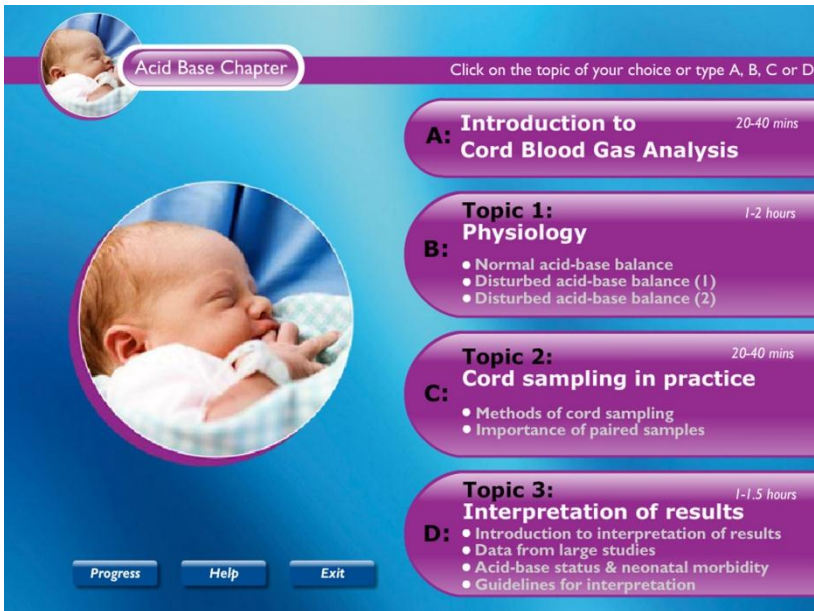 Acid Base Chapter
Click on the topic of your choice or type A, B, C or D
A: Introduction to 20-40 mins
Cord Blood Gas Analysis
Topic 1: 1-2 hours
B: Physiology
• Normal acid-base balance
• Disturbed acid-base balance (1)
• Disturbed acid-base balance (2)
Topic 2: 20-40 mins
C: Cord sampling in practice
• Methods of cord sampling
• Importance of paired samples
Topic 3: 1-1.5 hours
Interpretation of results
D: • Introduction to interpretation of results
• Data from large studies
• Acid-base status & neonatal morbidity
• Guidelines for interpretation
Progress Help Exit